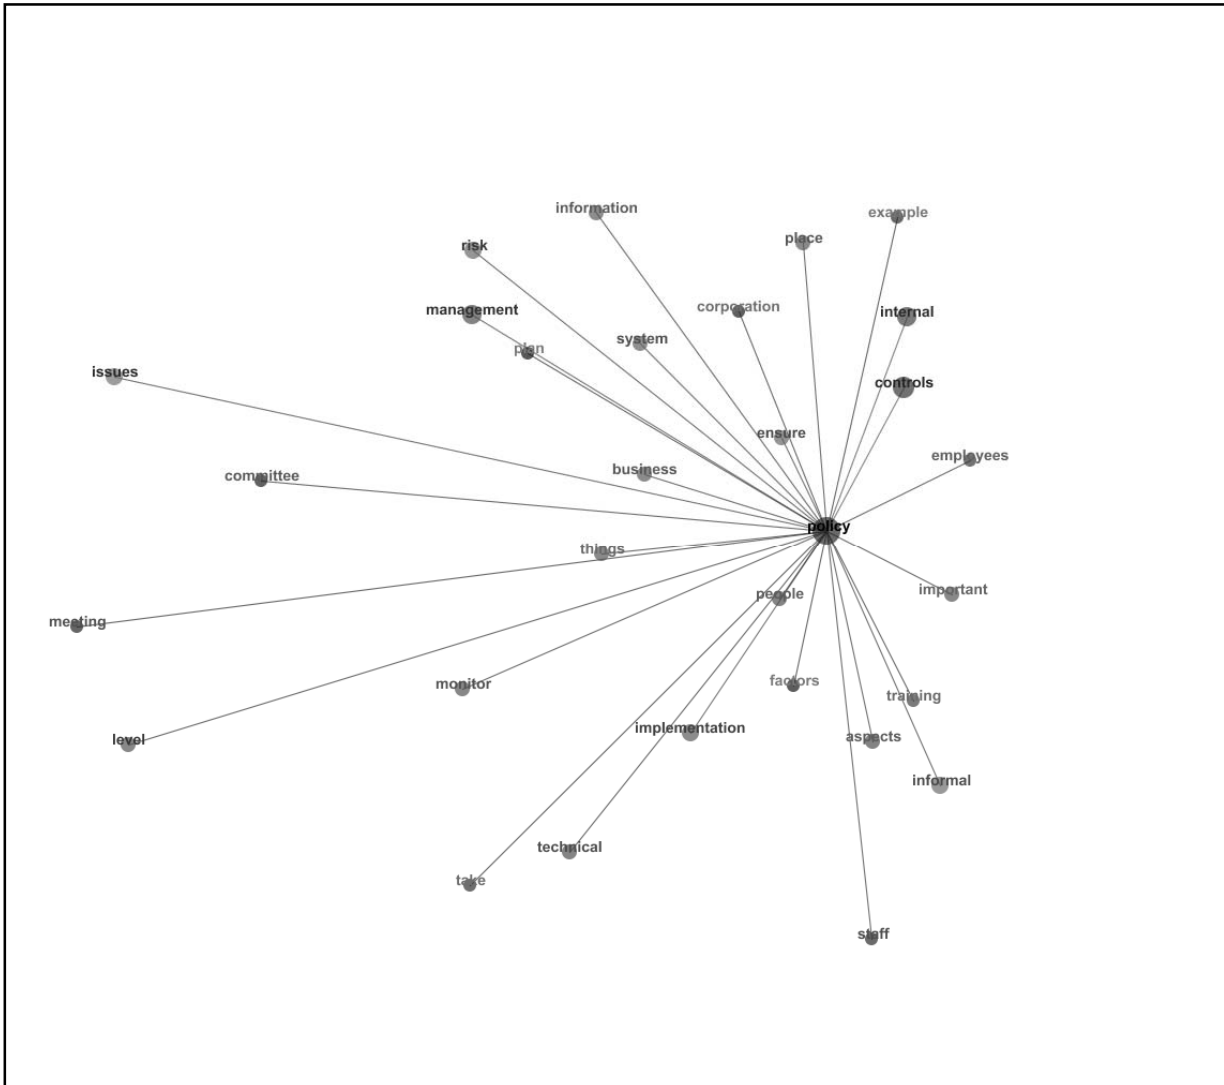 information
example
place
risk
corporation
management
internal
system
plan
issues
controls
ensure
employees
business
committee
policy
things
people
important
meeting
factors
monitor
training
implementation
aspects
level
informal
technical
take
staff